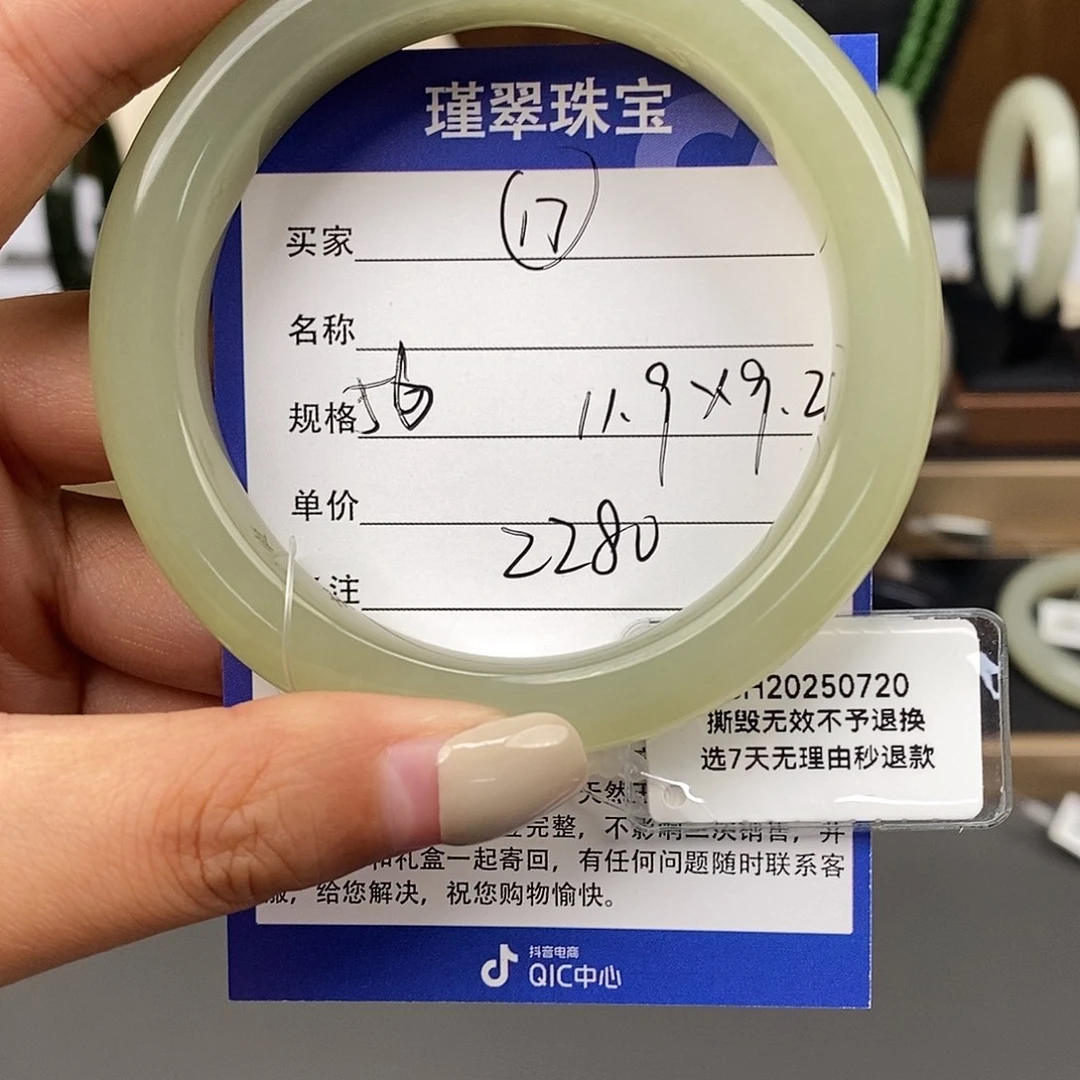 瑾翠珠宝
买家 17
名称
规格 56 11.9×9.2
单价 2280
注
H20250720
撕毁无效不予退换
选7天无理由秒退款
天然
完整，不影响二次销售，并
和礼盒一起寄回，有任何问题随时联系客
服，给您解决，祝您购物愉快。
抖音电商
QIC中心